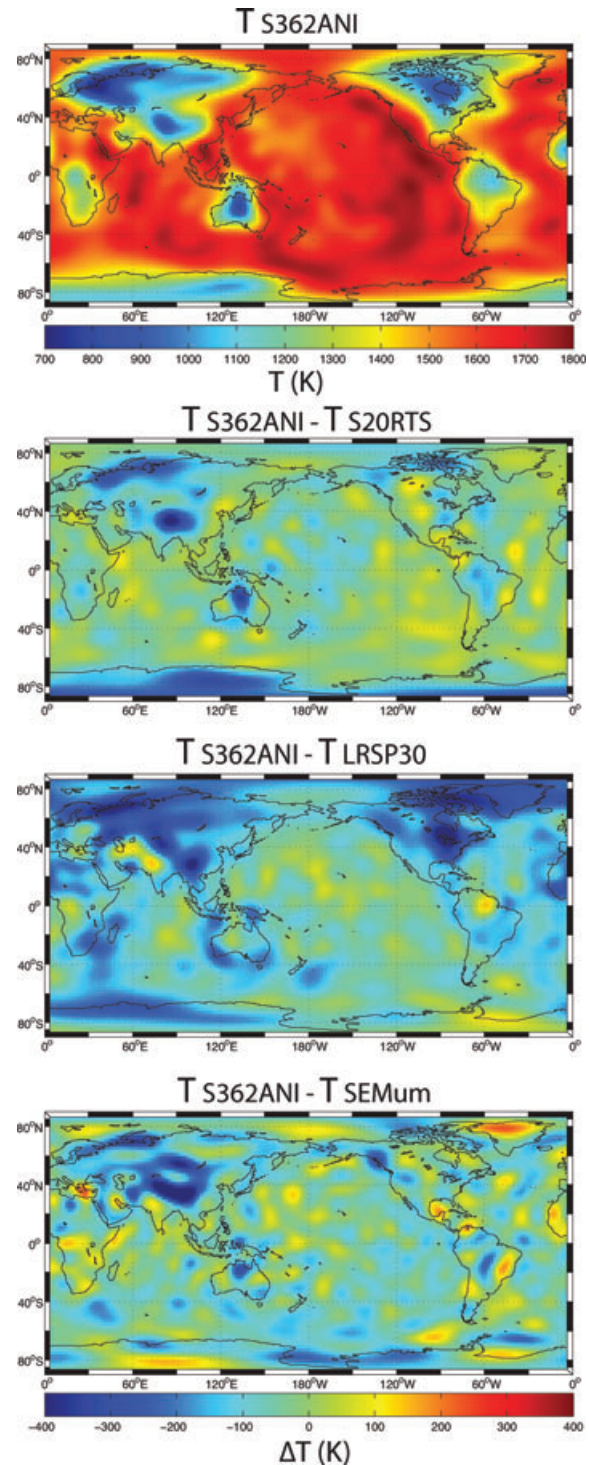 T S362ANI
80°N
40°N
0°
40°S
80°S
0°
60°E
120°E
180°W
120°W
60°W
0°
700
800
900
1000
1100
1200
1300
1400
1500
1600
1700
1800
T (K)
T S362ANI - T S20RTS
80°N
40°N
0°
40°S
80°S
0°
60°E
120°E
180°W
120°W
60°W
0°
T S362ANI - T LRSP30
80°N
40°N
0°
40°S
80°S
0°
60°E
120°E
180°W
120°W
60°W
0°
T S362ANI - T SEMum
80°N
40°N
0°
40°S
80°S
0°
60°E
120°E
180°W
120°W
60°W
0°
−400
−300
−200
−100
0
100
200
300
400
ΔT (K)